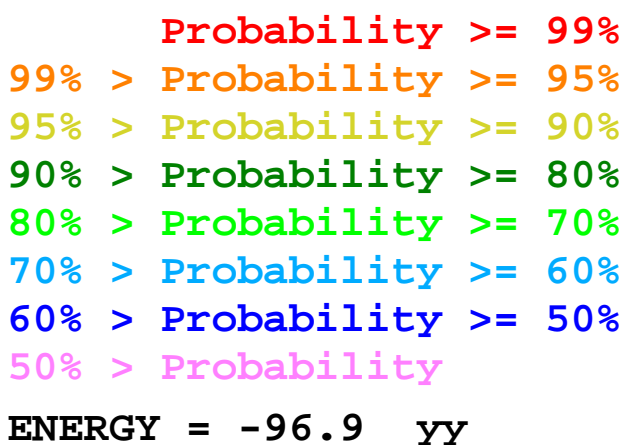 Probability >= 99%
99% > Probability >= 95%
95% > Probability >= 90%
90% > Probability >= 80%
80% > Probability >= 70%
70% > Probability >= 60%
60% > Probability >= 50%
50% > Probability
ENERGY = -96.9 yy